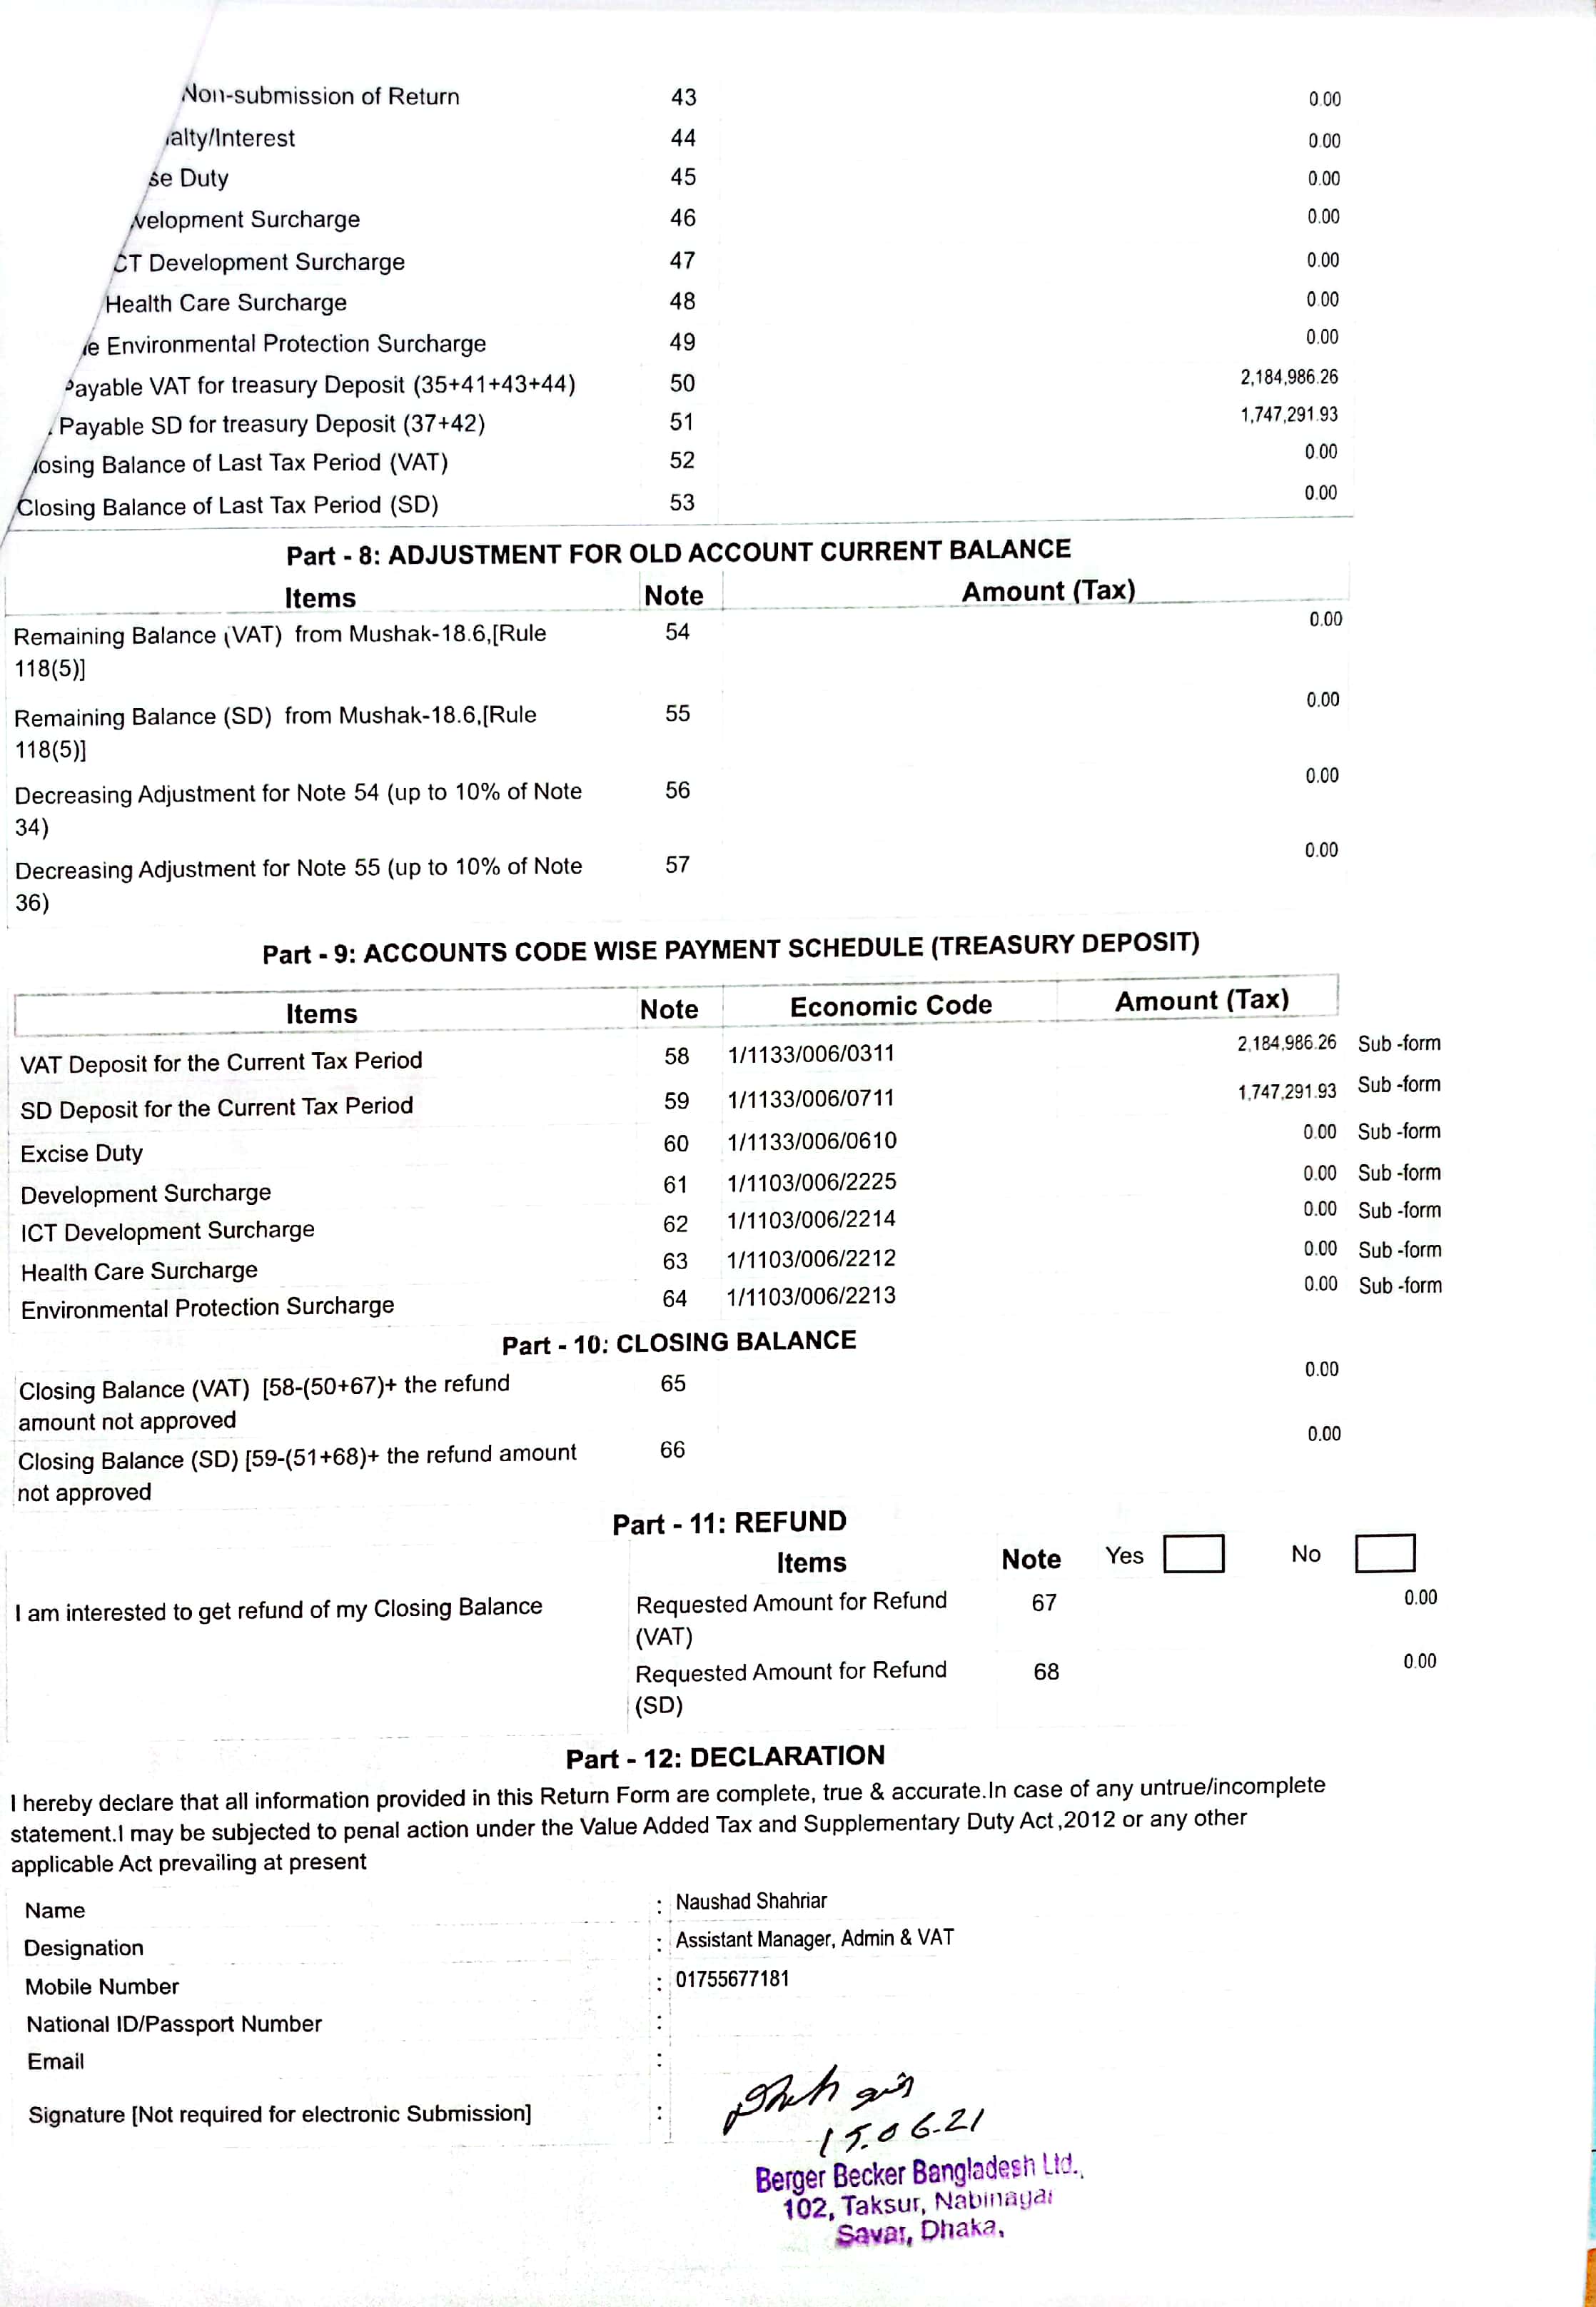 Non-submission of Return 43 0.00
alty/Interest 44 0.00
se Duty 45 0.00
velopment Surcharge 46 0.00
CT Development Surcharge 47 0.00
Health Care Surcharge 48 0.00
e Environmental Protection Surcharge 49 0.00
Payable VAT for treasury Deposit (35+41+43+44) 50 2,184,986.26
Payable SD for treasury Deposit (37+42) 51 1,747,291.93
losing Balance of Last Tax Period (VAT) 52 0.00
Closing Balance of Last Tax Period (SD) 53 0.00
Part - 8: ADJUSTMENT FOR OLD ACCOUNT CURRENT BALANCE
Items Note Amount (Tax)
Remaining Balance (VAT) from Mushak-18.6,[Rule 54 0.00
118(5)]
Remaining Balance (SD) from Mushak-18.6,[Rule 55 0.00
118(5)]
Decreasing Adjustment for Note 54 (up to 10% of Note 56 0.00
34)
Decreasing Adjustment for Note 55 (up to 10% of Note 57 0.00
36)
Part - 9: ACCOUNTS CODE WISE PAYMENT SCHEDULE (TREASURY DEPOSIT)
Items Note Economic Code Amount (Tax)
VAT Deposit for the Current Tax Period 58 1/1133/006/0311 2,184,986.26 Sub -form
SD Deposit for the Current Tax Period 59 1/1133/006/0711 1,747,291.93 Sub -form
Excise Duty 60 1/1133/006/0610 0.00 Sub -form
Development Surcharge 61 1/1103/006/2225 0.00 Sub -form
ICT Development Surcharge 62 1/1103/006/2214 0.00 Sub -form
Health Care Surcharge 63 1/1103/006/2212 0.00 Sub -form
Environmental Protection Surcharge 64 1/1103/006/2213 0.00 Sub -form
Part - 10: CLOSING BALANCE
Closing Balance (VAT) [58-(50+67)+ the refund 65 0.00
amount not approved
Closing Balance (SD) [59-(51+68)+ the refund amount 66 0.00
not approved
Part - 11: REFUND
Items Note Yes No
I am interested to get refund of my Closing Balance Requested Amount for Refund 67 0.00
(VAT)
Requested Amount for Refund 68 0.00
(SD)
Part - 12: DECLARATION
I hereby declare that all information provided in this Return Form are complete, true & accurate.In case of any untrue/incomplete
statement.I may be subjected to penal action under the Value Added Tax and Supplementary Duty Act,2012 or any other
applicable Act prevailing at present
Name : Naushad Shahriar
Designation : Assistant Manager, Admin & VAT
Mobile Number : 01755677181
National ID/Passport Number :
Email :
Signature [Not required for electronic Submission] :
15.06.21
Berger Becker Bangladesh Ltd.,
102, Taksur, Nabinagar
Savar, Dhaka.